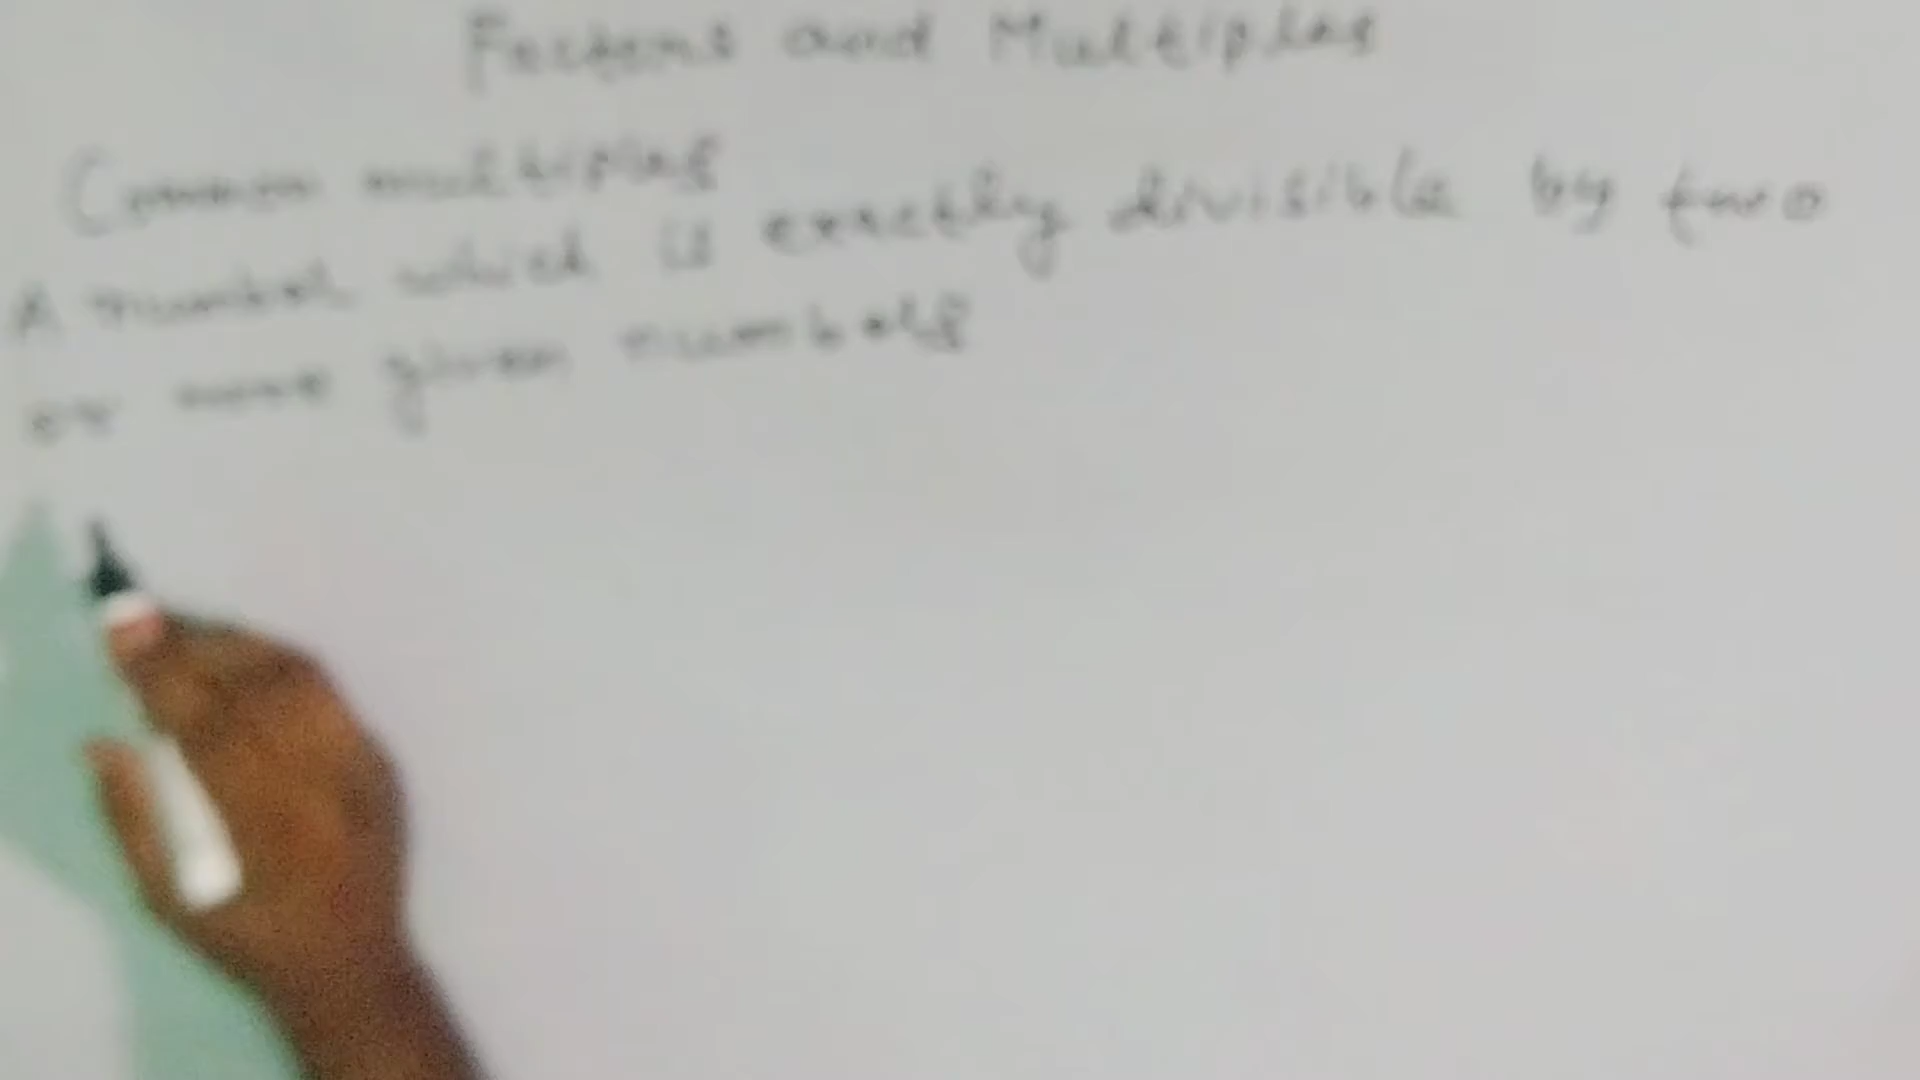 Factors and Multiples
Common multiples
A number which is exactly divisible by two
or more given numbers